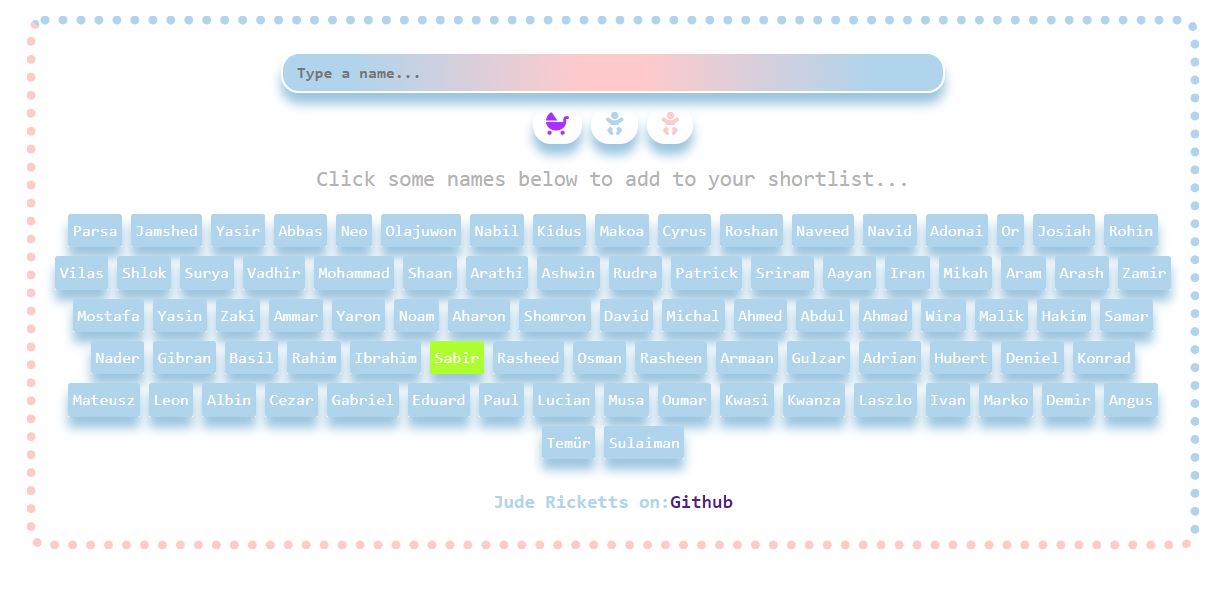 Type a name...
Click some names below to add to your shortlist...
Parsa Jamshed Yasir Abbas Neo Olajuwon Nabil Kidus Makoa Cyrus Roshan Naveed Navid Adonai Or Josiah Rohin
Vilas Shlok Surya Vadhir Mohammad Shaan Arathi Ashwin Rudra Patrick Sriram Aayan Iran Mikah Aram Arash Zamir
Mostafa Yasin Zaki Ammar Yaron Noam Aharon Shomron David Michal Ahmed Abdul Ahmad Wira Malik Hakim Samar
Nader Gibran Basil Rahim Ibrahim Sabir Rasheed Osman Rasheen Armaan Gulzar Adrian Hubert Deniel Konrad
Mateusz Leon Albin Cezar Gabriel Eduard Paul Lucian Musa Oumar Kwasi Kwanza Laszlo Ivan Marko Demir Angus
Temür Sulaiman
Jude Ricketts on:Github